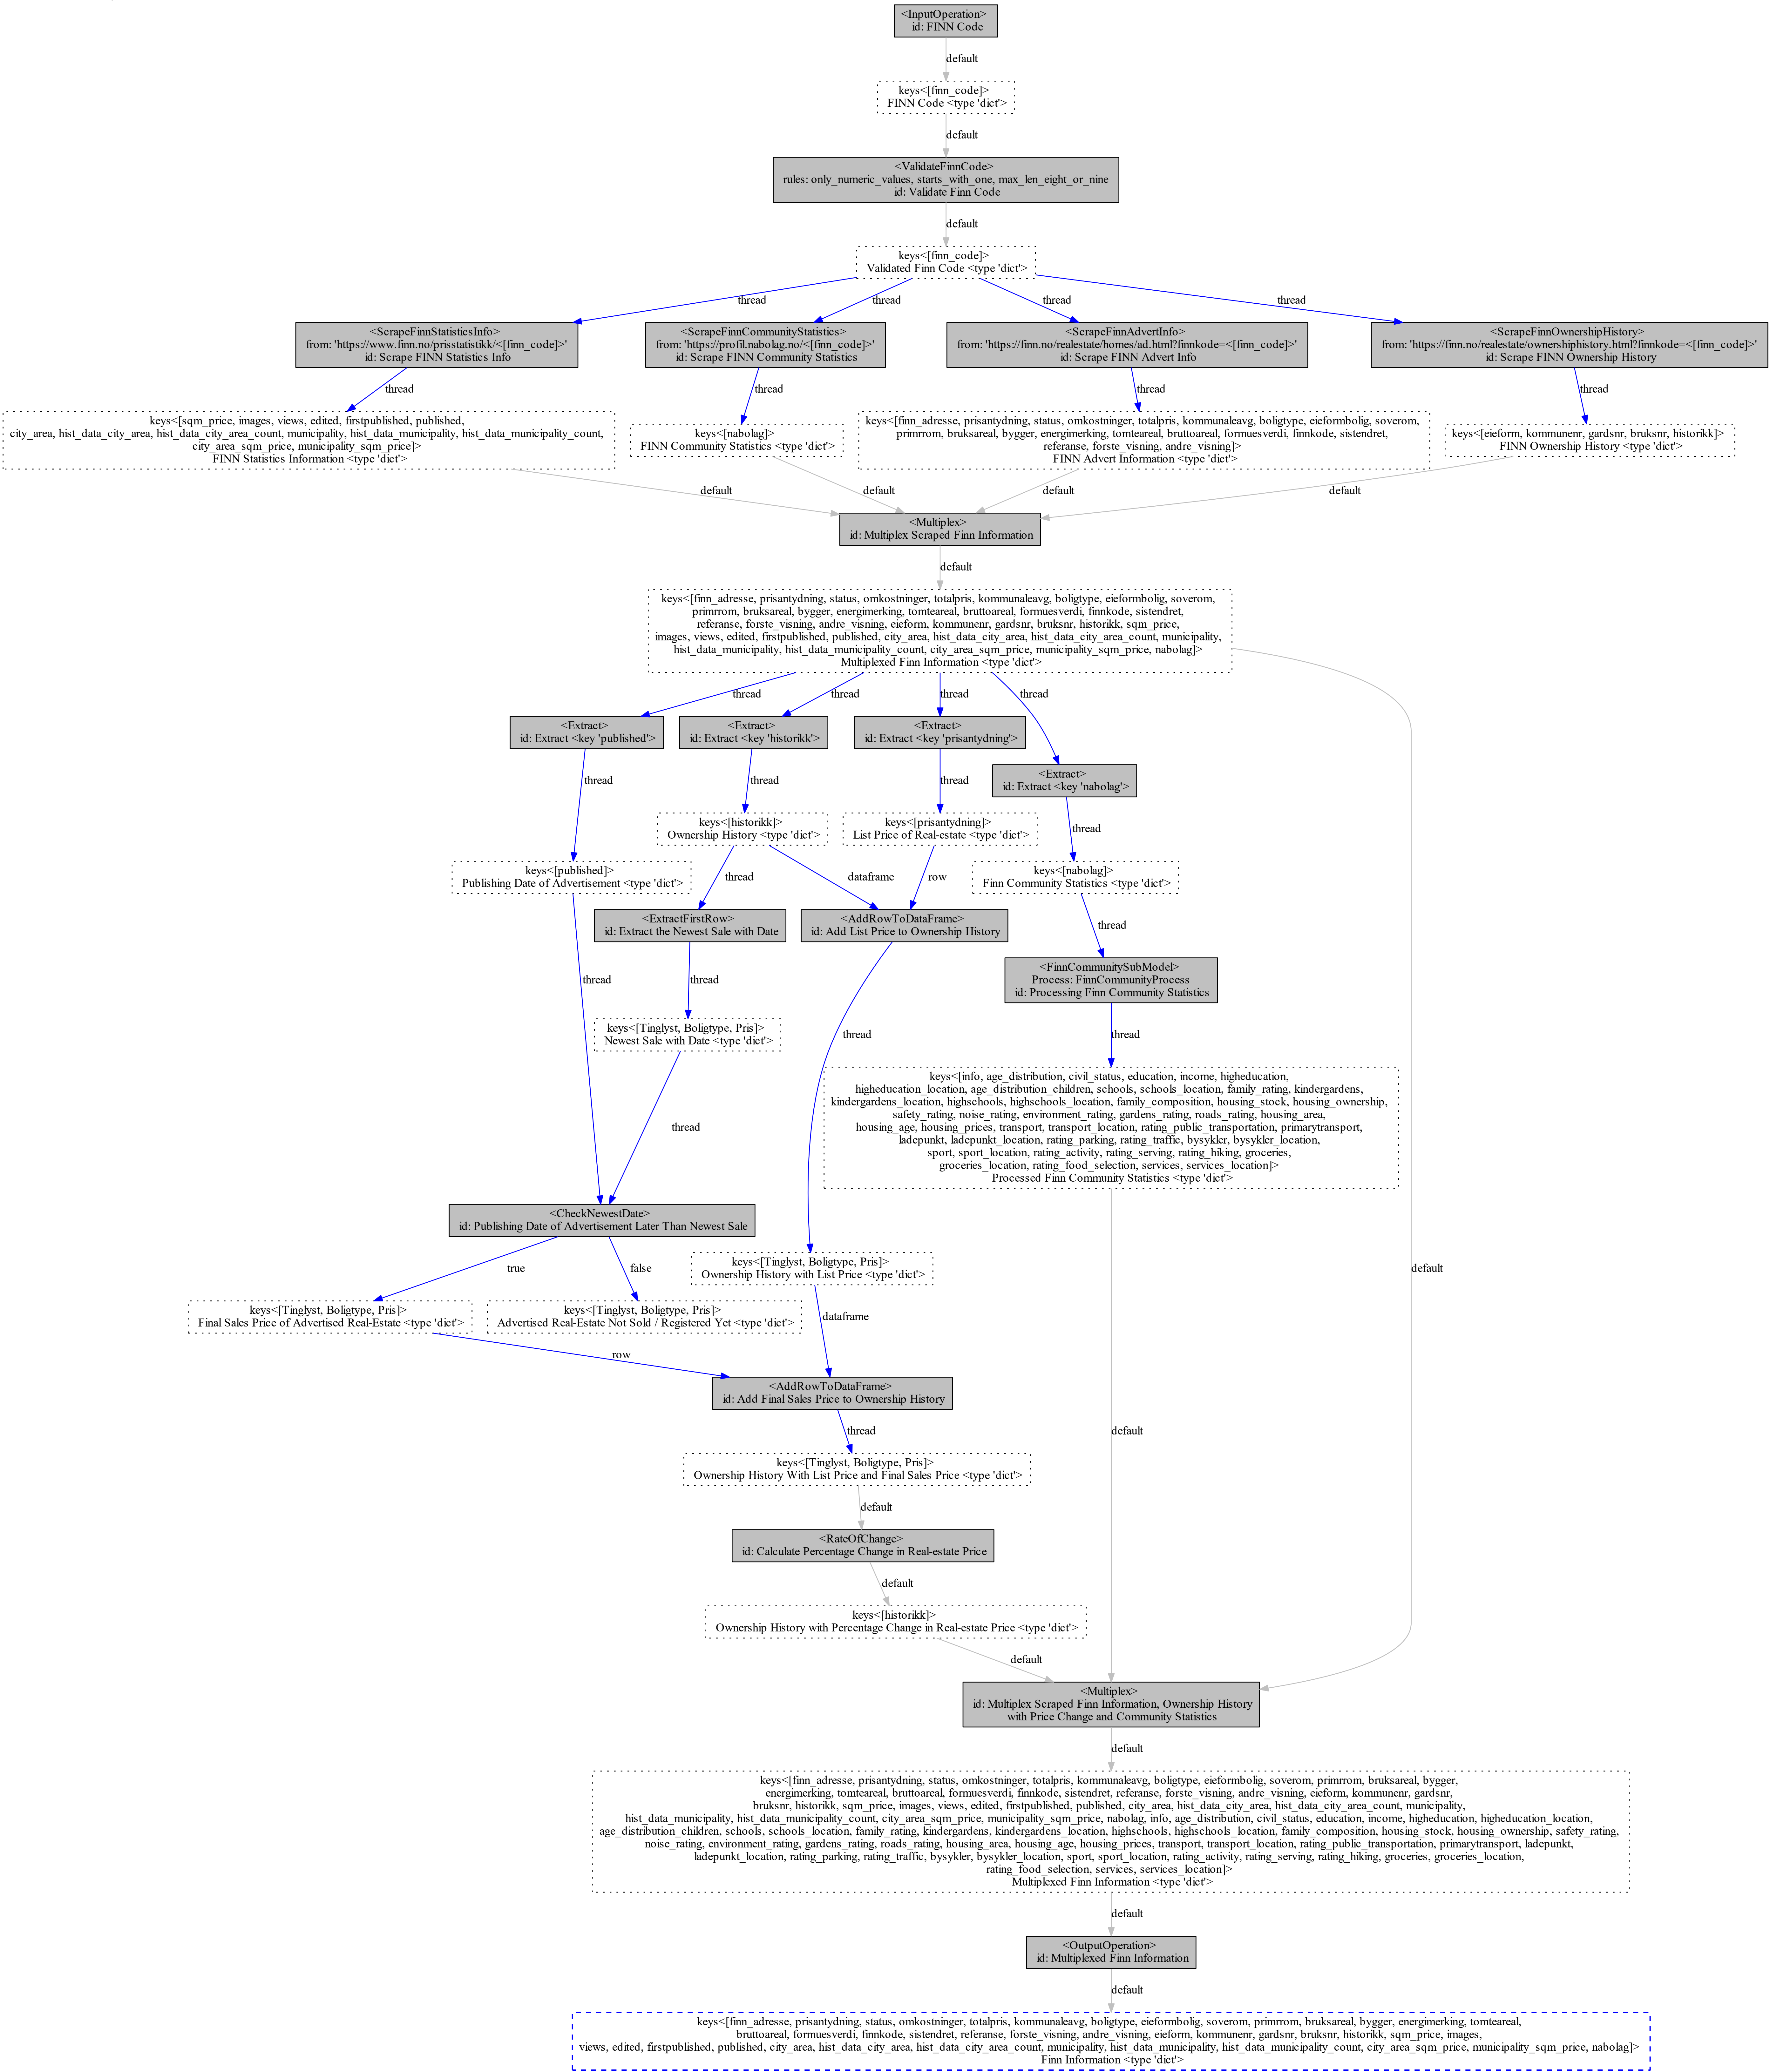 <InputOperation>
id: FINN Code
default
keys<[finn_code]>
FINN Code <type 'dict'>
default
<ValidateFinnCode>
rules: only_numeric_values, starts_with_one, max_len_eight_or_nine
id: Validate Finn Code
default
keys<[finn_code]>
Validated Finn Code <type 'dict'>
thread
thread
thread
thread
<ScrapeFinnStatisticsInfo>
from: 'https://www.finn.no/prisstatistikk/<[finn_code]>'
id: Scrape FINN Statistics Info
<ScrapeFinnCommunityStatistics>
from: 'https://profil.nabolag.no/<[finn_code]>'
id: Scrape FINN Community Statistics
<ScrapeFinnAdvertInfo>
from: 'https://finn.no/realestate/homes/ad.html?finnkode=<[finn_code]>'
id: Scrape FINN Advert Info
<ScrapeFinnOwnershipHistory>
from: 'https://finn.no/realestate/ownershiphistory.html?finnkode=<[finn_code]>'
id: Scrape FINN Ownership History
thread
thread
thread
thread
keys<[sqm_price, images, views, edited, firstpublished, published,
city_area, hist_data_city_area, hist_data_city_area_count, municipality, hist_data_municipality, hist_data_municipality_count,
city_area_sqm_price, municipality_sqm_price]>
FINN Statistics Information <type 'dict'>
keys<[nabolag]>
FINN Community Statistics <type 'dict'>
keys<[finn_adresse, prisantydning, status, omkostninger, totalpris, kommunaleavg, boligtype, eieformbolig, soverom,
primrrom, bruksareal, bygger, energimerking, tomteareal, bruttoareal, formuesverdi, finnkode, sistendret,
referanse, forste_visning, andre_visning]>
FINN Advert Information <type 'dict'>
keys<[eieform, kommunenr, gardsnr, bruksnr, historikk]>
FINN Ownership History <type 'dict'>
default
default
default
default
<Multiplex>
id: Multiplex Scraped Finn Information
default
keys<[finn_adresse, prisantydning, status, omkostninger, totalpris, kommunaleavg, boligtype, eieformbolig, soverom,
primrrom, bruksareal, bygger, energimerking, tomteareal, bruttoareal, formuesverdi, finnkode, sistendret,
referanse, forste_visning, andre_visning, eieform, kommunenr, gardsnr, bruksnr, historikk, sqm_price,
images, views, edited, firstpublished, published, city_area, hist_data_city_area, hist_data_city_area_count, municipality,
hist_data_municipality, hist_data_municipality_count, city_area_sqm_price, municipality_sqm_price, nabolag]>
Multiplexed Finn Information <type 'dict'>
thread
thread
thread
thread
<Extract>
id: Extract <key 'published'>
<Extract>
id: Extract <key 'historikk'>
<Extract>
id: Extract <key 'prisantydning'>
<Extract>
id: Extract <key 'nabolag'>
thread
thread
thread
thread
keys<[historikk]>
Ownership History <type 'dict'>
keys<[prisantydning]>
List Price of Real-estate <type 'dict'>
keys<[published]>
Publishing Date of Advertisement <type 'dict'>
keys<[nabolag]>
Finn Community Statistics <type 'dict'>
thread
dataframe
row
thread
<ExtractFirstRow>
id: Extract the Newest Sale with Date
<AddRowToDataFrame>
id: Add List Price to Ownership History
<FinnCommunitySubModel>
Process: FinnCommunityProcess
id: Processing Finn Community Statistics
thread
thread
keys<[Tinglyst, Boligtype, Pris]>
Newest Sale with Date <type 'dict'>
thread
thread
keys<[info, age_distribution, civil_status, education, income, higheducation,
higheducation_location, age_distribution_children, schools, schools_location, family_rating, kindergardens,
kindergardens_location, highschools, highschools_location, family_composition, housing_stock, housing_ownership,
safety_rating, noise_rating, environment_rating, gardens_rating, roads_rating, housing_area,
housing_age, housing_prices, transport, transport_location, rating_public_transportation, primarytransport,
ladepunkt, ladepunkt_location, rating_parking, rating_traffic, bysykler, bysykler_location,
sport, sport_location, rating_activity, rating_serving, rating_hiking, groceries,
groceries_location, rating_food_selection, services, services_location]>
Processed Finn Community Statistics <type 'dict'>
thread
<CheckNewestDate>
id: Publishing Date of Advertisement Later Than Newest Sale
keys<[Tinglyst, Boligtype, Pris]>
Ownership History with List Price <type 'dict'>
true
false
default
keys<[Tinglyst, Boligtype, Pris]>
Final Sales Price of Advertised Real-Estate <type 'dict'>
keys<[Tinglyst, Boligtype, Pris]>
Advertised Real-Estate Not Sold / Registered Yet <type 'dict'>
dataframe
row
<AddRowToDataFrame>
id: Add Final Sales Price to Ownership History
thread
default
keys<[Tinglyst, Boligtype, Pris]>
Ownership History With List Price and Final Sales Price <type 'dict'>
default
<RateOfChange>
id: Calculate Percentage Change in Real-estate Price
default
keys<[historikk]>
Ownership History with Percentage Change in Real-estate Price <type 'dict'>
default
<Multiplex>
id: Multiplex Scraped Finn Information, Ownership History
with Price Change and Community Statistics
default
keys<[finn_adresse, prisantydning, status, omkostninger, totalpris, kommunaleavg, boligtype, eieformbolig, soverom, primrrom, bruksareal, bygger,
energimerking, tomteareal, bruttoareal, formuesverdi, finnkode, sistendret, referanse, forste_visning, andre_visning, eieform, kommunenr, gardsnr,
bruksnr, historikk, sqm_price, images, views, edited, firstpublished, published, city_area, hist_data_city_area, hist_data_city_area_count, municipality,
hist_data_municipality, hist_data_municipality_count, city_area_sqm_price, municipality_sqm_price, nabolag, info, age_distribution, civil_status, education, income, higheducation, higheducation_location,
age_distribution_children, schools, schools_location, family_rating, kindergardens, kindergardens_location, highschools, highschools_location, family_composition, housing_stock, housing_ownership, safety_rating,
noise_rating, environment_rating, gardens_rating, roads_rating, housing_area, housing_age, housing_prices, transport, transport_location, rating_public_transportation, primarytransport, ladepunkt,
ladepunkt_location, rating_parking, rating_traffic, bysykler, bysykler_location, sport, sport_location, rating_activity, rating_serving, rating_hiking, groceries, groceries_location,
rating_food_selection, services, services_location]>
Multiplexed Finn Information <type 'dict'>
default
<OutputOperation>
id: Multiplexed Finn Information
default
keys<[finn_adresse, prisantydning, status, omkostninger, totalpris, kommunaleavg, boligtype, eieformbolig, soverom, primrrom, bruksareal, bygger, energimerking, tomteareal,
bruttoareal, formuesverdi, finnkode, sistendret, referanse, forste_visning, andre_visning, eieform, kommunenr, gardsnr, bruksnr, historikk, sqm_price, images,
views, edited, firstpublished, published, city_area, hist_data_city_area, hist_data_city_area_count, municipality, hist_data_municipality, hist_data_municipality_count, city_area_sqm_price, municipality_sqm_price, nabolag]>
Finn Information <type 'dict'>